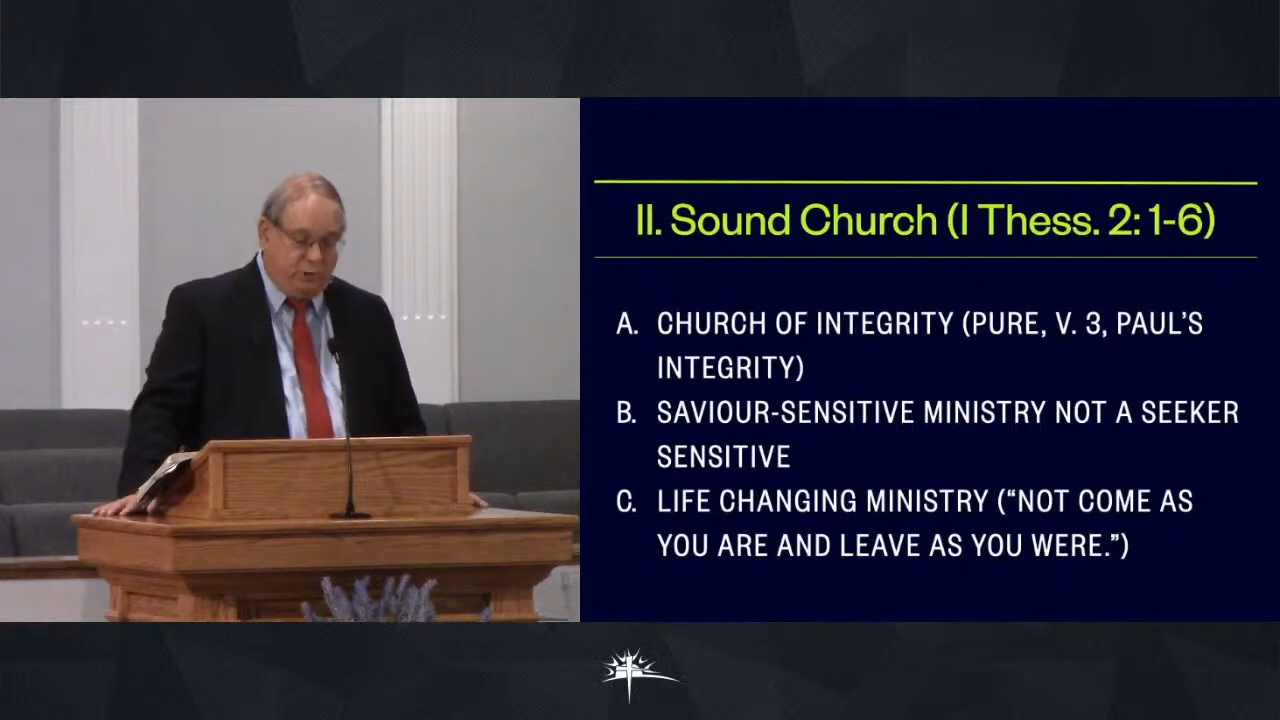 II. Sound Church (I Thess. 2: 1-6)
A. CHURCH OF INTEGRITY (PURE, V. 3, PAUL’S
INTEGRITY)
B. SAVIOUR-SENSITIVE MINISTRY NOT A SEEKER
SENSITIVE
C. LIFE CHANGING MINISTRY (“NOT COME AS
YOU ARE AND LEAVE AS YOU WERE.”)